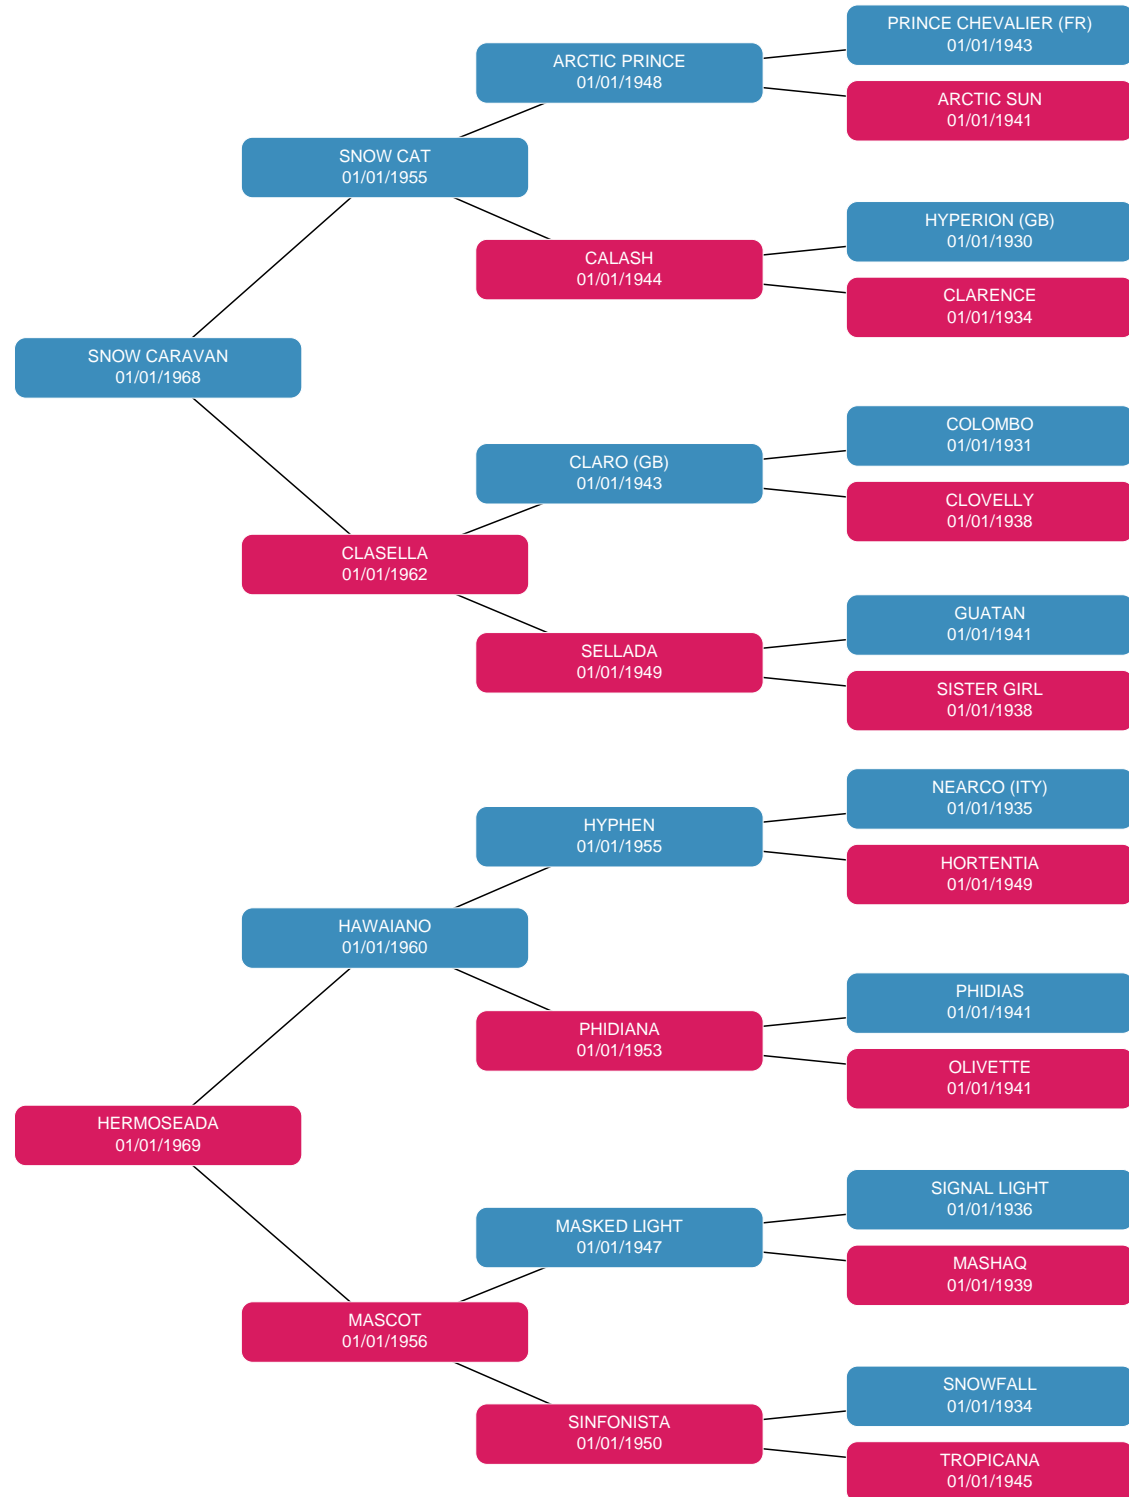 PRINCE CHEVALIER (FR)
01/01/1943
ARCTIC PRINCE
01/01/1948
ARCTIC SUN
01/01/1941
SNOW CAT
01/01/1955
HYPERION (GB)
01/01/1930
CALASH
01/01/1944
CLARENCE
01/01/1934
SNOW CARAVAN
01/01/1968
COLOMBO
01/01/1931
CLARO (GB)
01/01/1943
CLOVELLY
01/01/1938
CLASELLA
01/01/1962
GUATAN
01/01/1941
SELLADA
01/01/1949
SISTER GIRL
01/01/1938
NEARCO (ITY)
01/01/1935
HYPHEN
01/01/1955
HORTENTIA
01/01/1949
HAWAIANO
01/01/1960
PHIDIAS
01/01/1941
PHIDIANA
01/01/1953
OLIVETTE
01/01/1941
HERMOSEADA
01/01/1969
SIGNAL LIGHT
01/01/1936
MASKED LIGHT
01/01/1947
MASHAQ
01/01/1939
MASCOT
01/01/1956
SNOWFALL
01/01/1934
SINFONISTA
01/01/1950
TROPICANA
01/01/1945